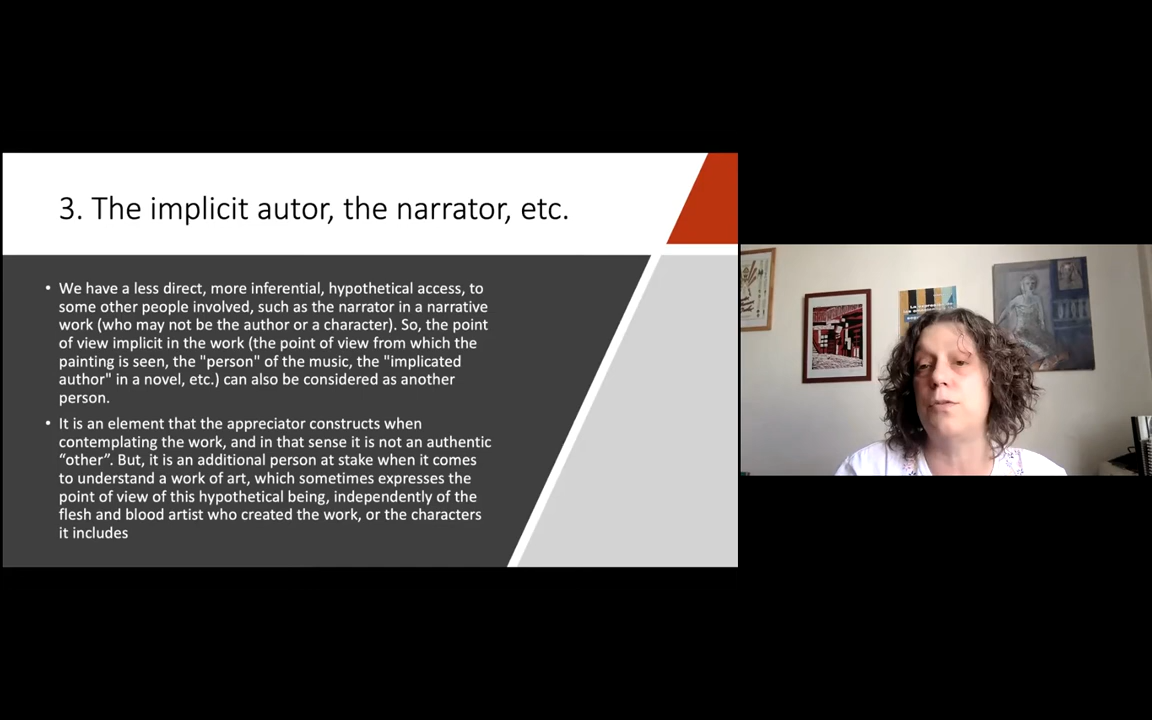 3. The implicit autor, the narrator, etc.
• We have a less direct, more inferential, hypothetical access, to
some other people involved, such as the narrator in a narrative
work (who may not be the author or a character). So, the point
of view implicit in the work (the point of view from which the
painting is seen, the "person" of the music, the "implicated
author" in a novel, etc.) can also be considered as another
person.
• It is an element that the appreciator constructs when
contemplating the work, and in that sense it is not an authentic
“other”. But, it is an additional person at stake when it comes
to understand a work of art, which sometimes expresses the
point of view of this hypothetical being, independently of the
flesh and blood artist who created the work, or the characters
it includes